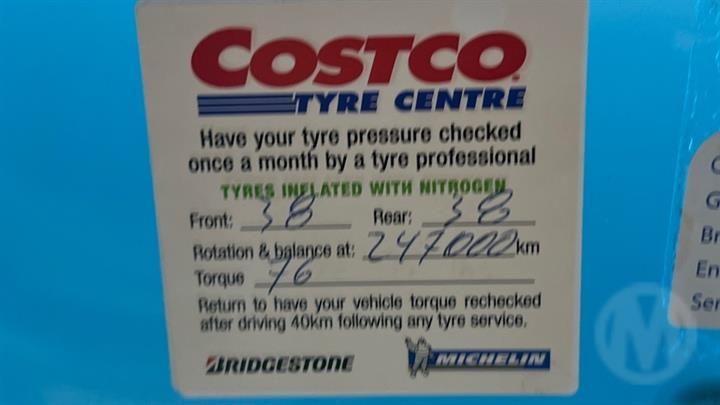 COSTCO
TYRE CENTRE
Have your tyre pressure checked
once a month by a tyre professional
TYRES INFLATED WITH NITROGEN
Front: 38 Rear: 38
Rotation & balance at: 247000 km
Torque 76
Return to have your vehicle torque rechecked
after driving 40km following any tyre service.
BRIDGESTONE MICHELIN
M